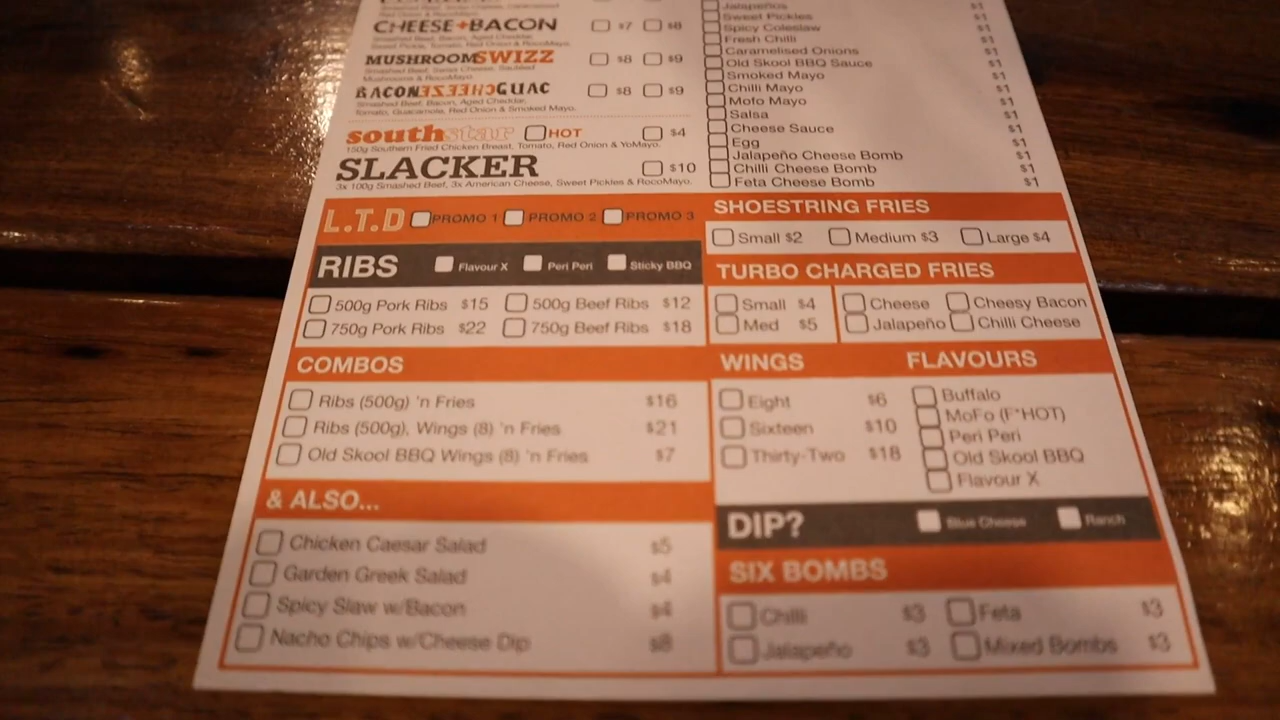 CHEESE+BACON $7 $8
Smashed Beef, Bacon, Aged Cheddar,
Sweet Pickle, Tomato, Red Onion & RocoMayo.
MUSHROOMSWIZZ $8 $9
Smashed Beef, Swiss Cheese, Sautéed
Mushrooms & RocoMayo.
BACONCHEEZEGUAC $8 $9
Smashed Beef, Bacon, Aged Cheddar,
Tomato, Guacamole, Red Onion & Smoked Mayo.
southstar HOT $4
150g Southern Fried Chicken Breast, Tomato, Red Onion & YoMayo.
SLACKER $10
3x 100g Smashed Beef, 3x American Cheese, Sweet Pickles & RocoMayo.
Jalapeños $1
Sweet Pickles $1
Spicy Coleslaw $1
Fresh Chilli $1
Caramelised Onions $1
Old Skool BBQ Sauce $1
Smoked Mayo $1
Chilli Mayo $1
Mofo Mayo $1
Salsa $1
Cheese Sauce $1
Egg $1
Jalapeño Cheese Bomb $1
Chilli Cheese Bomb $1
Feta Cheese Bomb $1
L.T.D PROMO 1 PROMO 2 PROMO 3
RIBS Flavour X Peri Peri Sticky BBQ
500g Pork Ribs $15 500g Beef Ribs $12
750g Pork Ribs $22 750g Beef Ribs $18
SHOESTRING FRIES
Small $2 Medium $3 Large $4
TURBO CHARGED FRIES
Small $4 Cheese Cheesy Bacon
Med $5 Jalapeño Chilli Cheese
COMBOS
Ribs (500g) 'n Fries $16
Ribs (500g), Wings (8) 'n Fries $21
Old Skool BBQ Wings (8) 'n Fries $7
WINGS FLAVOURS
Eight $6
Sixteen $10
Thirty-Two $18
Buffalo
MoFo (F*HOT)
Peri Peri
Old Skool BBQ
Flavour X
& ALSO...
Chicken Caesar Salad $5
Garden Greek Salad $4
Spicy Slaw w/Bacon $4
Nacho Chips w/Cheese Dip $8
DIP? Blue Cheese Ranch
SIX BOMBS
Chilli $3 Feta $3
Jalapeño $3 Mixed Bombs $3